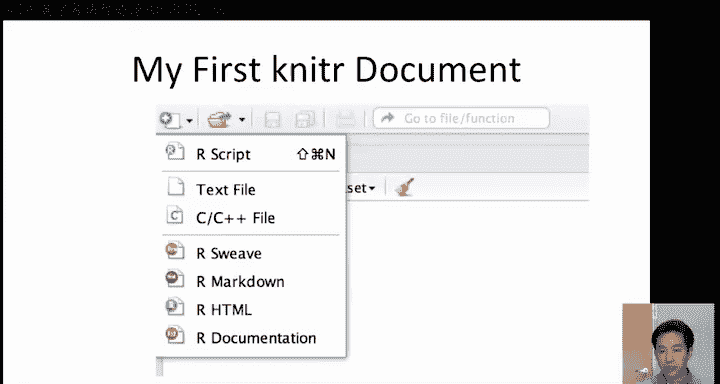 My First knitr Document
Go to file/function
R Script ⇧⌘N
Text File
set
C/C++ File
R Sweave
R Markdown
R HTML
R Documentation